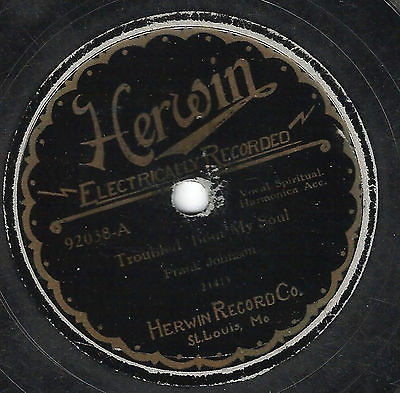 Herwin
ELECTRICALLY RECORDED
Vocal Spiritual.
Harmonica Acc.
92038-A
Troubled 'Bout My Soul
Frank Johnson
HERWIN RECORD CO.
St. Louis, Mo